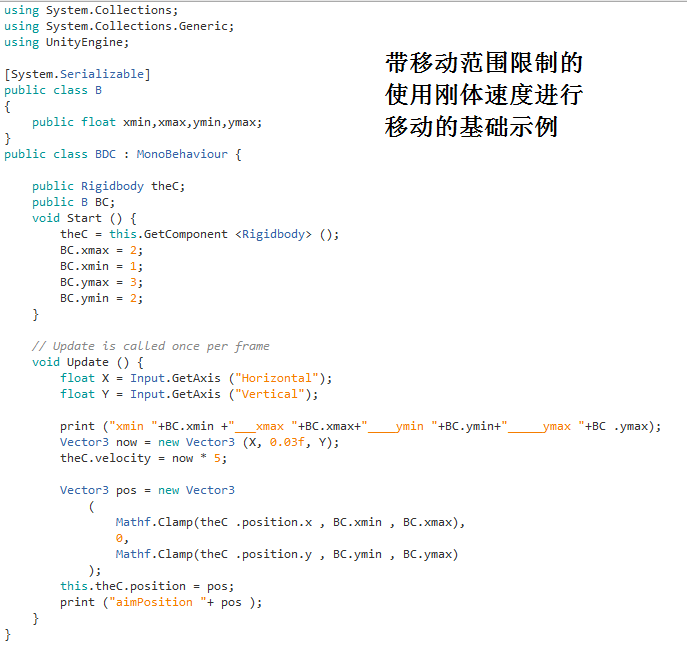 using System.Collections;
using System.Collections.Generic;
using UnityEngine;
[System.Serializable]
public class B
{
public float xmin,xmax,ymin,ymax;
}
public class BDC : MonoBehaviour {
public Rigidbody theC;
public B BC;
void Start () {
theC = this.GetComponent <Rigidbody> ();
BC.xmax = 2;
BC.xmin = 1;
BC.ymax = 3;
BC.ymin = 2;
}
// Update is called once per frame
void Update () {
float X = Input.GetAxis ("Horizontal");
float Y = Input.GetAxis ("Vertical");
print ("xmin "+BC.xmin +"___xmax "+BC.xmax+"____ymin "+BC.ymin+"_____ymax "+BC .ymax);
Vector3 now = new Vector3 (X, 0.03f, Y);
theC.velocity = now * 5;
Vector3 pos = new Vector3
(
Mathf.Clamp(theC .position.x , BC.xmin , BC.xmax),
0,
Mathf.Clamp(theC .position.y , BC.ymin , BC.ymax)
);
this.theC.position = pos;
print ("aimPosition "+ pos );
}
}
带移动范围限制的
使用刚体速度进行
移动的基础示例